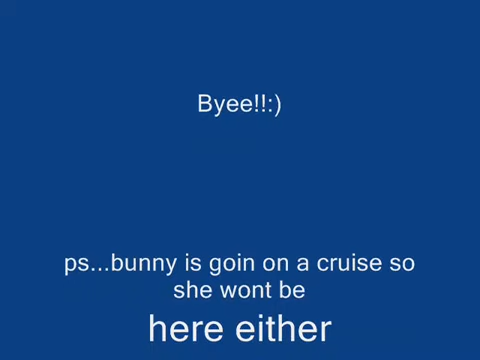 Byee!!:)
ps...bunny is goin on a cruise so
she wont be
here either